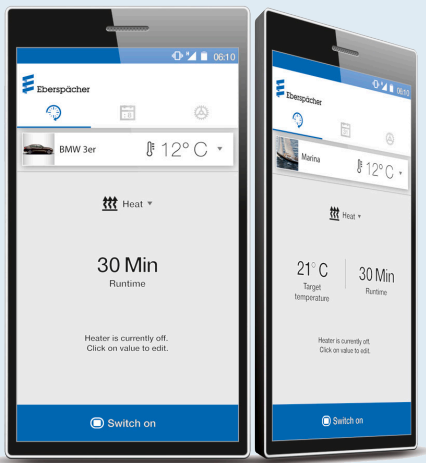 06:10
Eberspächer
BMW 3er
12° C
Heat
30 Min
Runtime
Heater is currently off.
Click on value to edit.
Switch on
06:10
Eberspächer
Marina
12° C
Heat
21° C
Target
temperature
30 Min
Runtime
Heater is currently off.
Click on value to edit.
Switch on